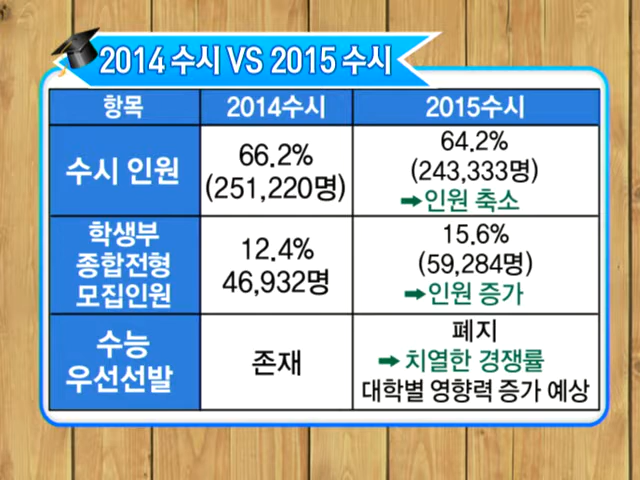 2014 수시 VS 2015 수시
항목 2014수시 2015수시
수시 인원
66.2%
(251,220명)
64.2%
(243,333명)
➡인원 축소
학생부
종합전형
모집인원
12.4%
46,932명
15.6%
(59,284명)
➡인원 증가
수능
우선선발
존재
폐지
➡치열한 경쟁률
대학별 영향력 증가 예상